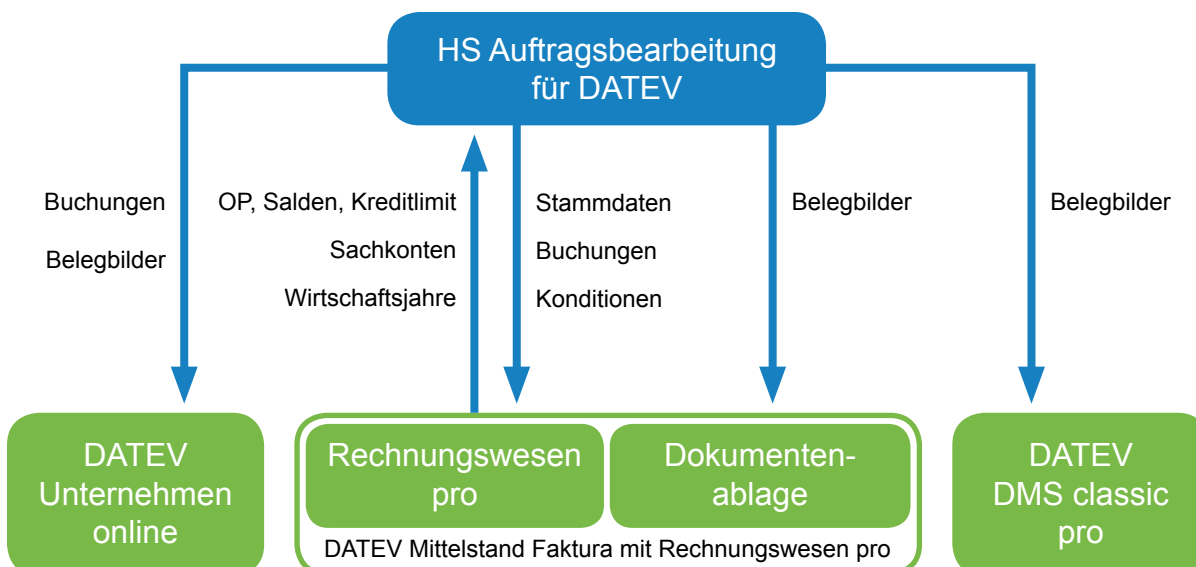 HS Auftragsbearbeitung
für DATEV
Buchungen
Belegbilder
OP, Salden, Kreditlimit
Sachkonten
Wirtschaftsjahre
Stammdaten
Buchungen
Konditionen
Belegbilder
Belegbilder
DATEV
Unternehmen
online
Rechnungswesen
pro
Dokumenten-
ablage
DATEV Mittelstand Faktura mit Rechnungswesen pro
DATEV
DMS classic
pro